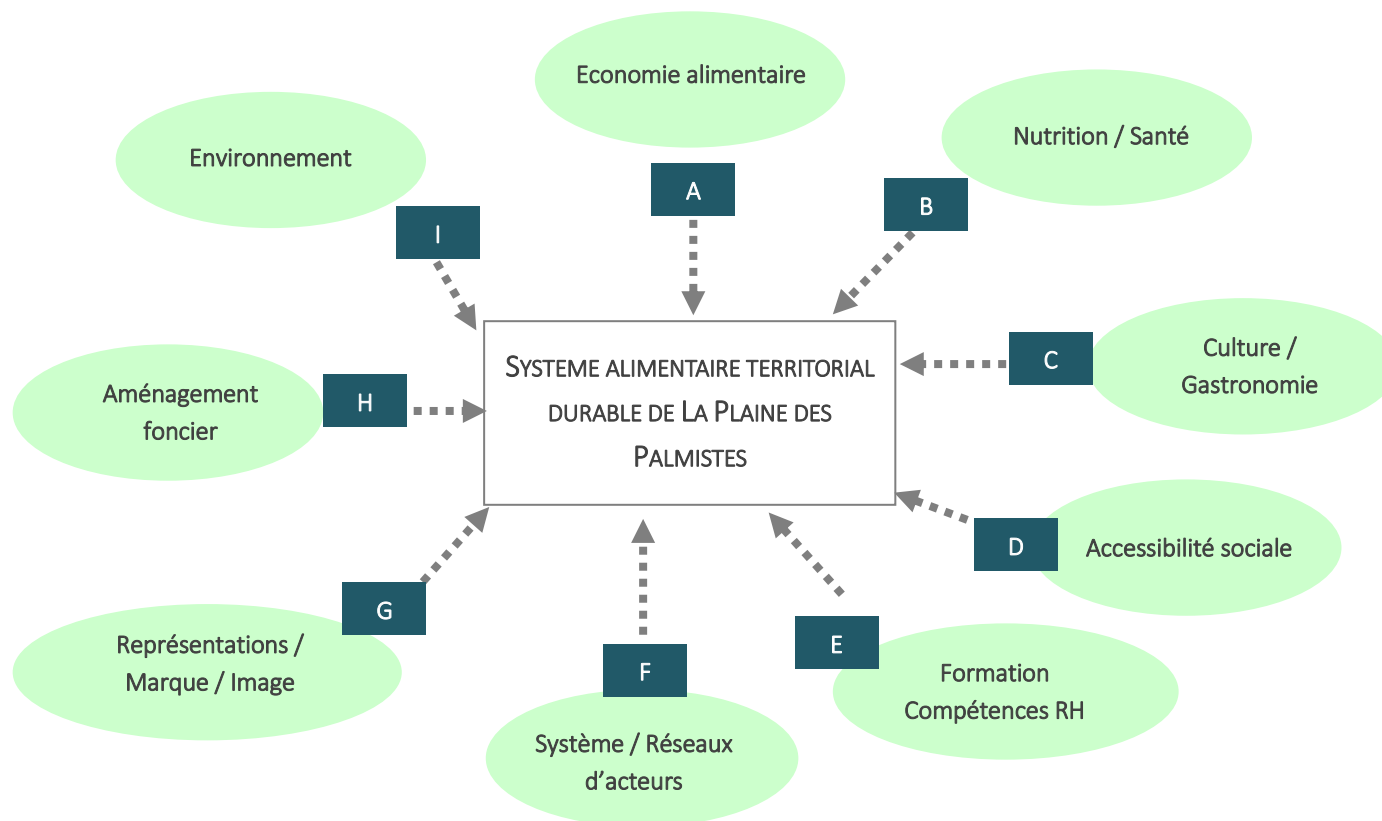 Economie alimentaire
A
Nutrition / Santé
B
Culture /
Gastronomie
C
Accessibilité sociale
D
Formation
Compétences RH
E
Système / Réseaux
d’acteurs
F
Représentations /
Marque / Image
G
Aménagement
foncier
H
Environnement
I
SYSTEME ALIMENTAIRE TERRITORIAL
DURABLE DE LA PLAINE DES
PALMISTES